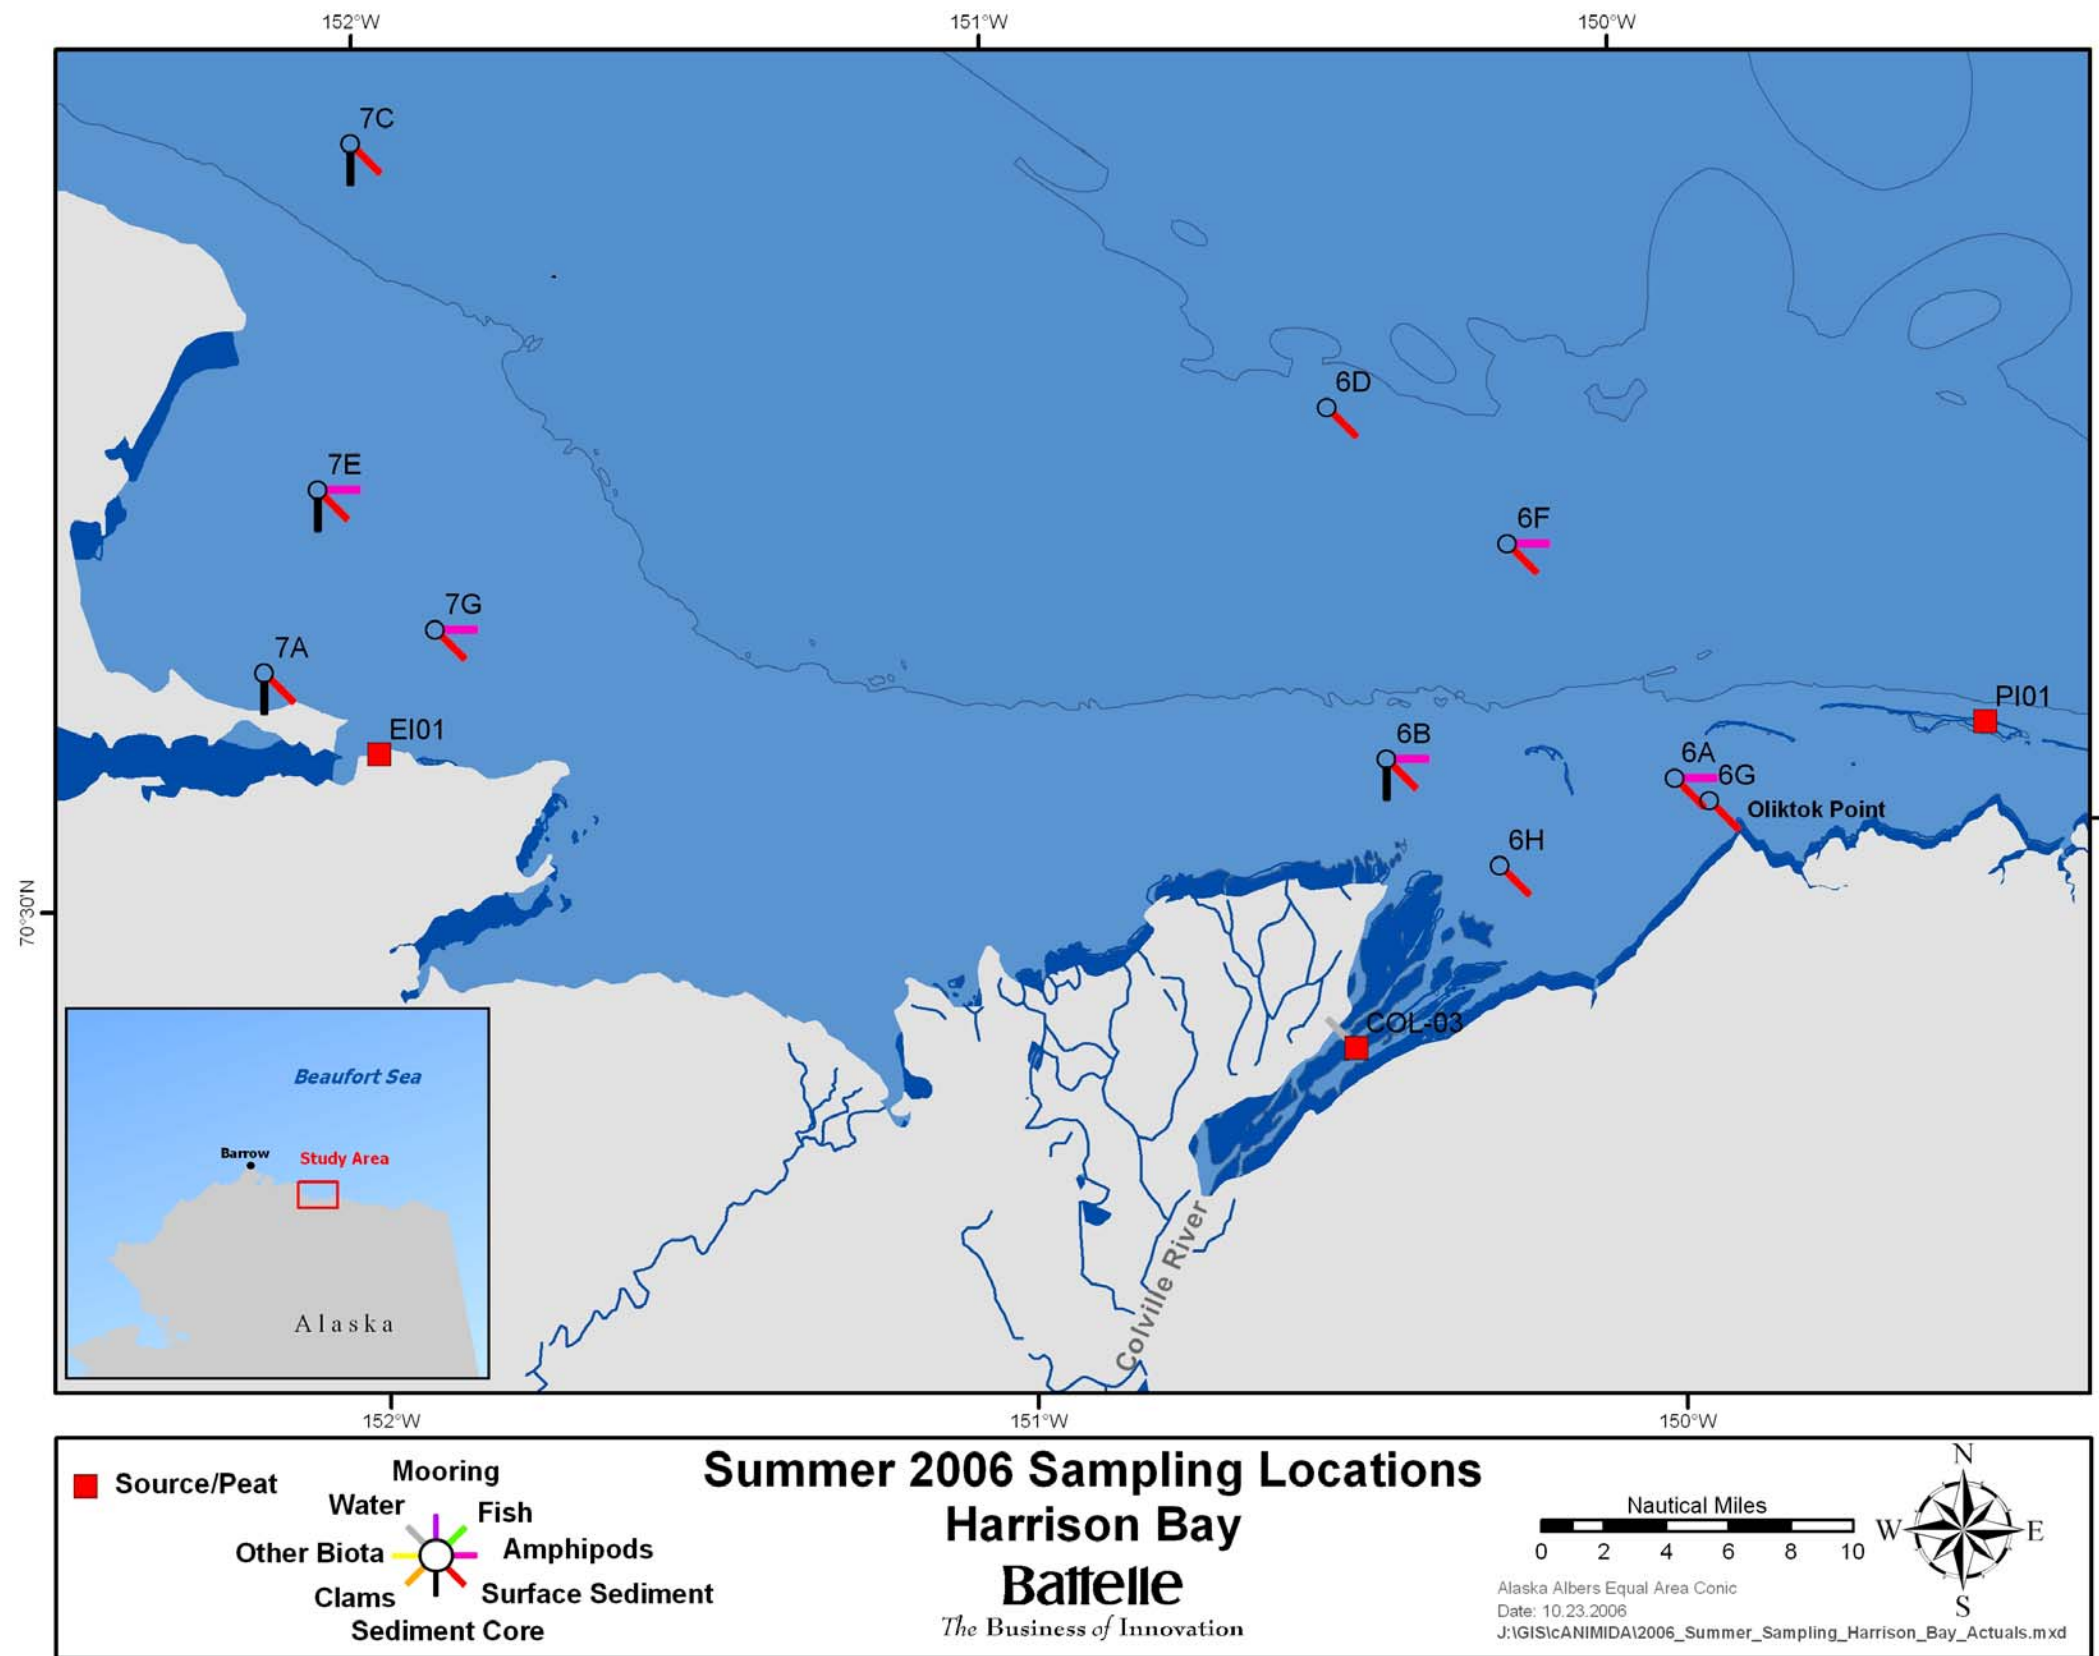 152°W
151°W
150°W
7C
6D
7E
6F
7G
7A
PI01
EI01
6B
6A
6G
Oliktok Point
6H
70°30'N
COL-03
Beaufort Sea
Barrow
Study Area
Alaska
Colville River
152°W
151°W
150°W
Source/Peat
Mooring
Water
Fish
Other Biota
Amphipods
Clams
Surface Sediment
Sediment Core
Summer 2006 Sampling Locations
Harrison Bay
Battelle
The Business of Innovation
Nautical Miles
0 2 4 6 8 10
Alaska Albers Equal Area Conic
Date: 10.23.2006
J:\GIS\cANIMIDA\2006_Summer_Sampling_Harrison_Bay_Actuals.mxd
N
W
E
S